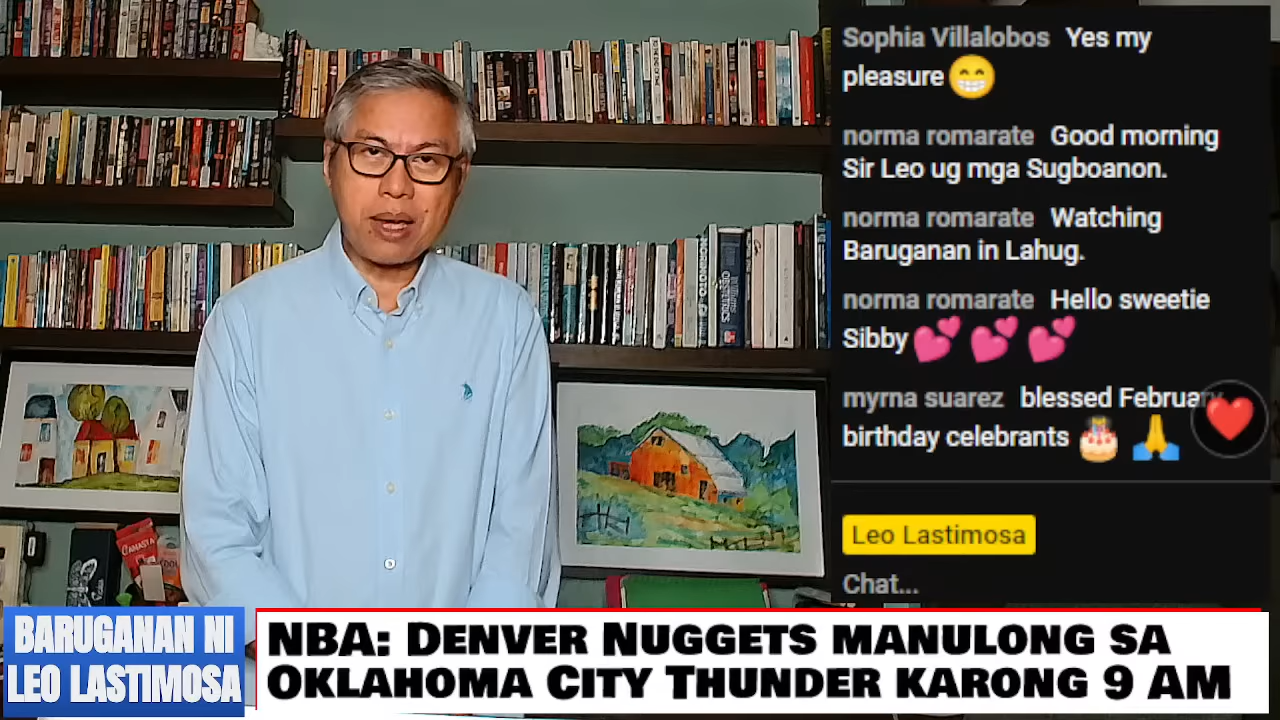 Sophia Villalobos Yes my
pleasure😁
norma romarate Good morning
Sir Leo ug mga Sugboanon.
norma romarate Watching
Baruganan in Lahug.
norma romarate Hello sweetie
Sibby💕💕💕
myrna suarez blessed February
birthday celebrants🎂🙏
Leo Lastimosa
Chat...
CANASTA
BARUGANAN NI
LEO LASTIMOSA
NBA: DENVER NUGGETS MANULONG SA
OKLAHOMA CITY THUNDER KARONG 9 AM